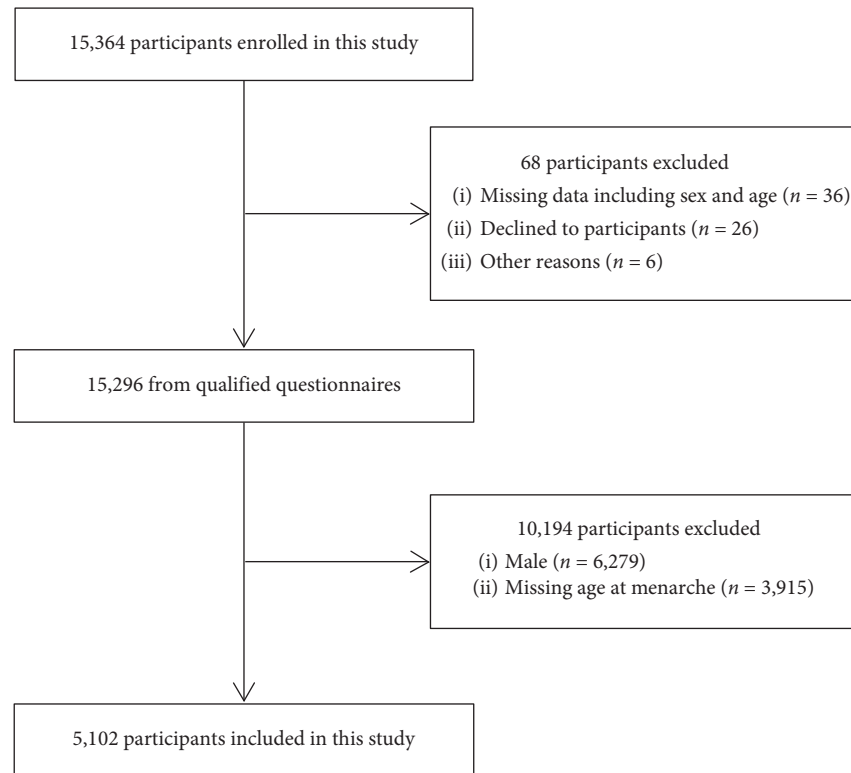 15,364 participants enrolled in this study
68 participants excluded
(i) Missing data including sex and age (n = 36)
(ii) Declined to participants (n = 26)
(iii) Other reasons (n = 6)
15,296 from qualified questionnaires
10,194 participants excluded
(i) Male (n = 6,279)
(ii) Missing age at menarche (n = 3,915)
5,102 participants included in this study